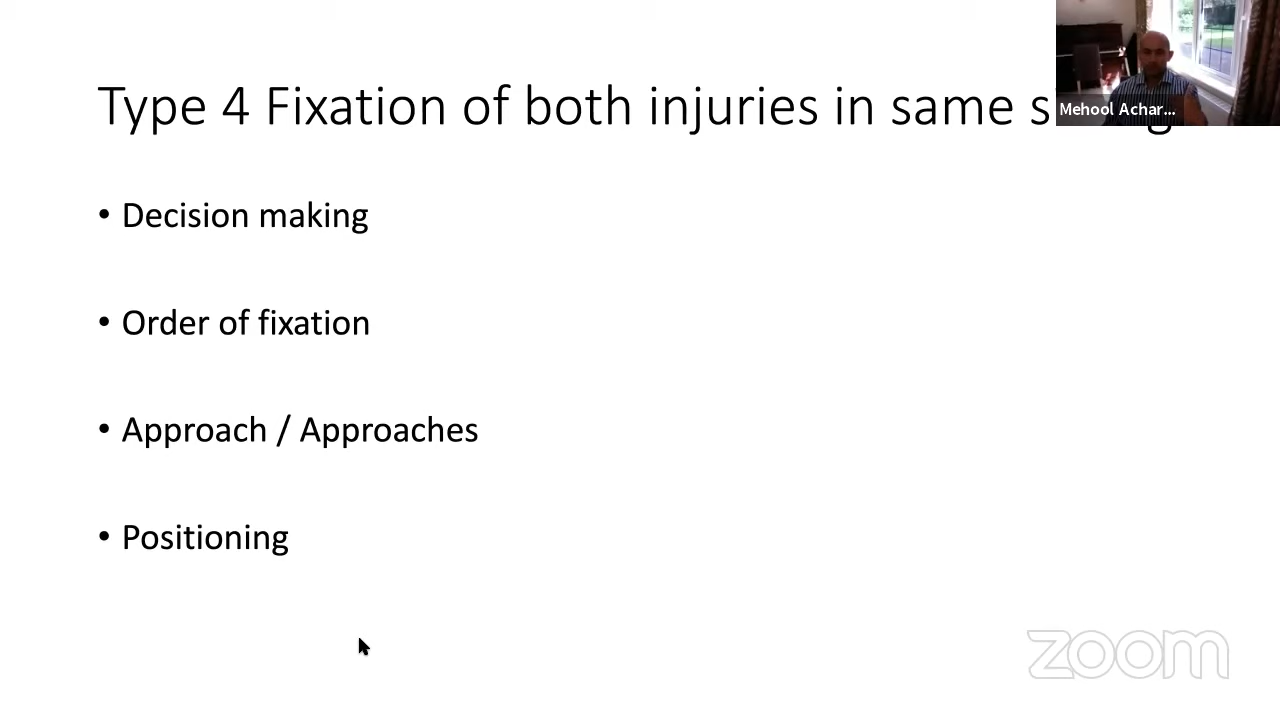 Type 4 Fixation of both injuries in same
Mehool Achar...
• Decision making
• Order of fixation
• Approach / Approaches
• Positioning
zoom